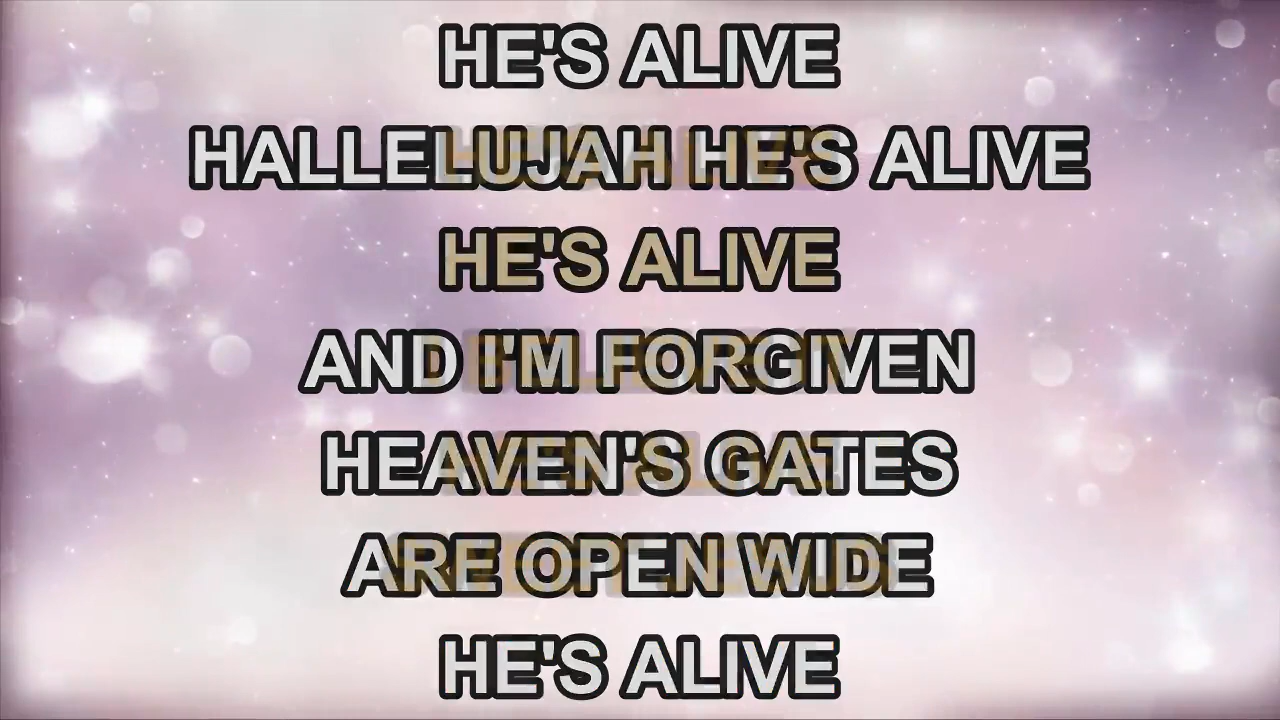 HE'S ALIVE
HALLELUJAH HE'S ALIVE
HE'S ALIVE
AND I'M FORGIVEN
HEAVEN'S GATES
ARE OPEN WIDE
HE'S ALIVE